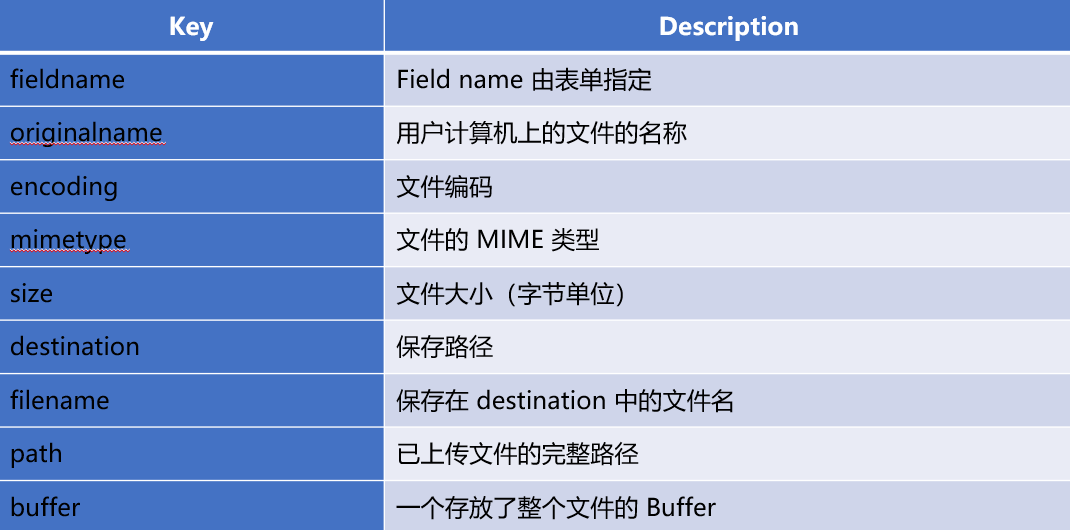 Key Description
fieldname Field name 由表单指定
originalname 用户计算机上的文件的名称
encoding 文件编码
mimetype 文件的 MIME 类型
size 文件大小（字节单位）
destination 保存路径
filename 保存在 destination 中的文件名
path 已上传文件的完整路径
buffer 一个存放了整个文件的 Buffer